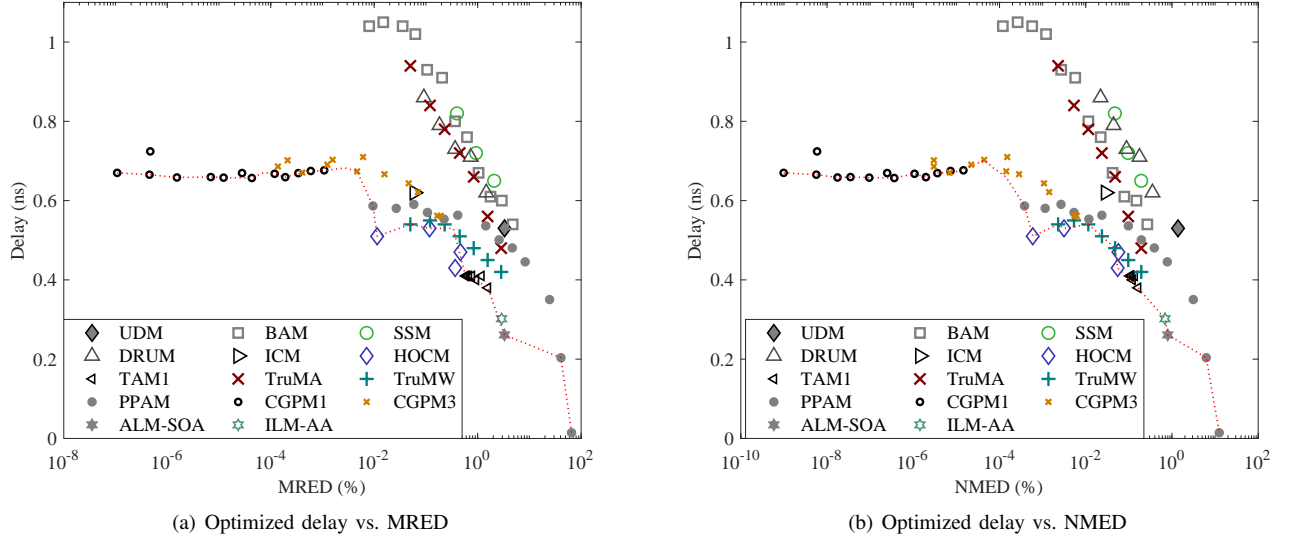 1
0.8
0.6
0.4
0.2
0
Delay (ns)
UDM BAM SSM
DRUM ICM HOCM
TAM1 TruMA TruMW
PPAM CGPM1 CGPM3
ALM-SOA ILM-AA
10^-8 10^-6 10^-4 10^-2 10^0 10^2
MRED (%)
(a) Optimized delay vs. MRED
1
0.8
0.6
0.4
0.2
0
Delay (ns)
UDM BAM SSM
DRUM ICM HOCM
TAM1 TruMA TruMW
PPAM CGPM1 CGPM3
ALM-SOA ILM-AA
10^-10 10^-8 10^-6 10^-4 10^-2 10^0 10^2
NMED (%)
(b) Optimized delay vs. NMED